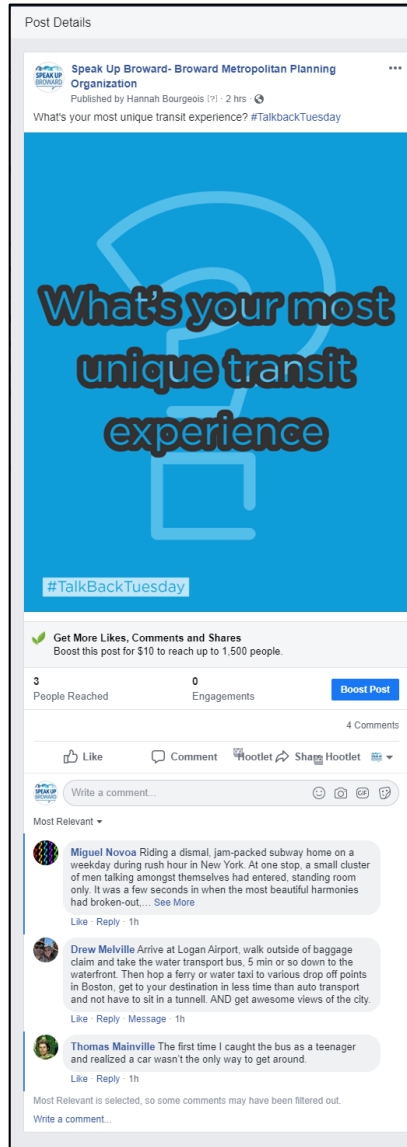 Post Details
SPEAK UP
BROWARD
Speak Up Broward- Broward Metropolitan Planning
Organization
Published by Hannah Bourgeois [?] · 2 hrs ·
What's your most unique transit experience? #TalkbackTuesday
What's your most
unique transit
experience
#TalkBackTuesday
Get More Likes, Comments and Shares
Boost this post for $10 to reach up to 1,500 people.
3
People Reached
0
Engagements
Boost Post
4 Comments
Like
Comment
Hootlet
Share
Hootlet
SPEAK UP
BROWARD
Write a comment...
GIF
Most Relevant
Miguel Novoa Riding a dismal, jam-packed subway home on a
weekday during rush hour in New York. At one stop, a small cluster
of men talking amongst themselves had entered, standing room
only. It was a few seconds in when the most beautiful harmonies
had broken-out,... See More
Like · Reply · 1h
Drew Melville Arrive at Logan Airport, walk outside of baggage
claim and take the water transport bus, 5 min or so down to the
waterfront. Then hop a ferry or water taxi to various drop off points
in Boston, get to your destination in less time than auto transport
and not have to sit in a tunnell. AND get awesome views of the city.
Like · Reply · Message · 1h
Thomas Mainville The first time I caught the bus as a teenager
and realized a car wasn't the only way to get around.
Like · Reply · 1h
Most Relevant is selected, so some comments may have been filtered out.
Write a comment...